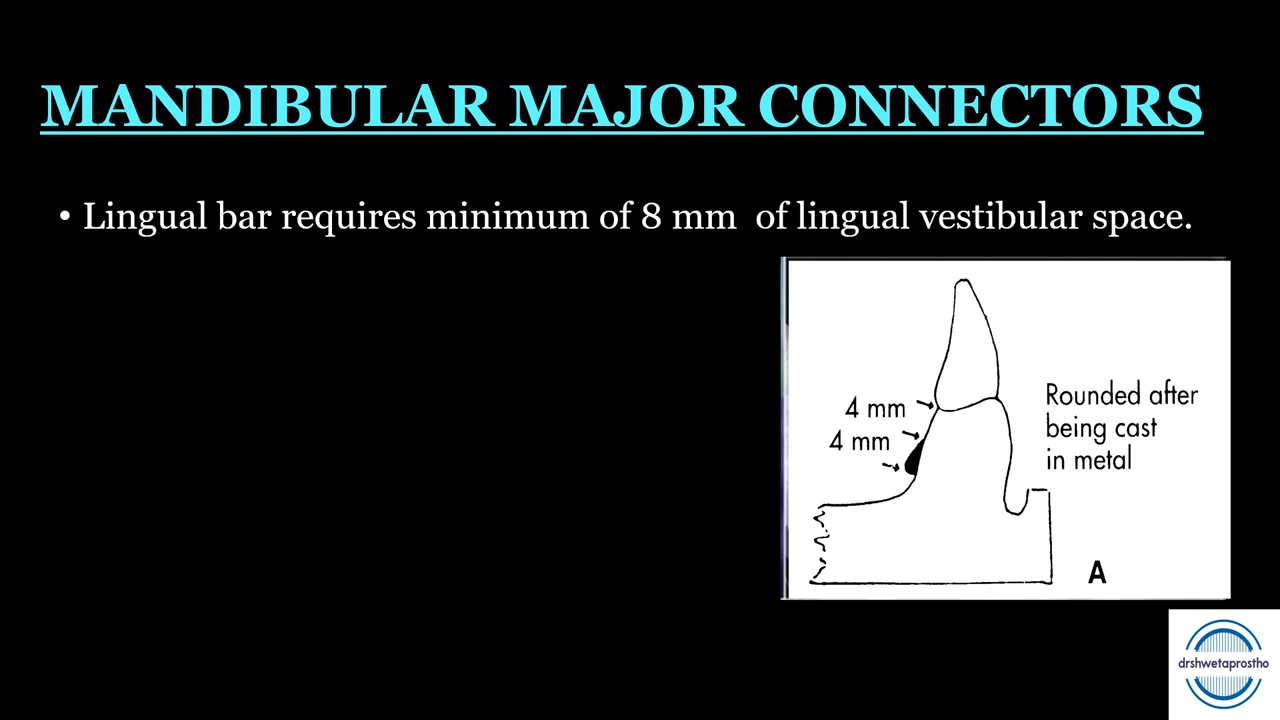 MANDIBULAR MAJOR CONNECTORS
• Lingual bar requires minimum of 8 mm  of lingual vestibular space.
4 mm
4 mm
Rounded after
being cast
in metal
A
drshwetaprostho